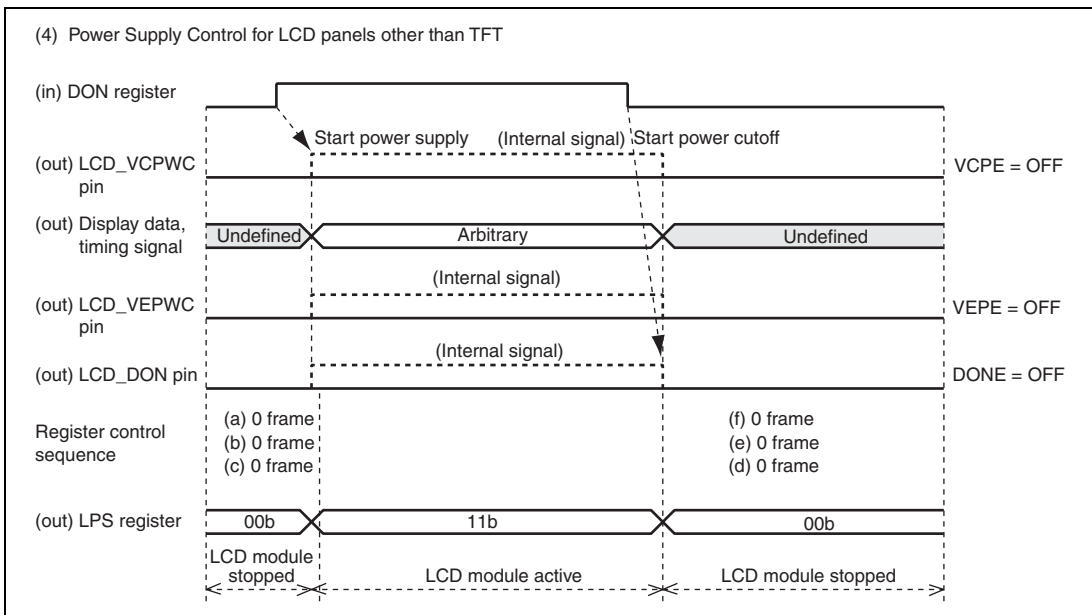 (4) Power Supply Control for LCD panels other than TFT
(in) DON register
Start power supply
(Internal signal)
Start power cutoff
(out) LCD_VCPWC
pin
VCPE = OFF
(out) Display data,
timing signal
Undefined
Arbitrary
Undefined
(Internal signal)
(out) LCD_VEPWC
pin
VEPE = OFF
(Internal signal)
(out) LCD_DON pin
DONE = OFF
Register control
sequence
(a) 0 frame
(b) 0 frame
(c) 0 frame
(f) 0 frame
(e) 0 frame
(d) 0 frame
(out) LPS register
00b
11b
00b
LCD module
stopped
LCD module active
LCD module stopped